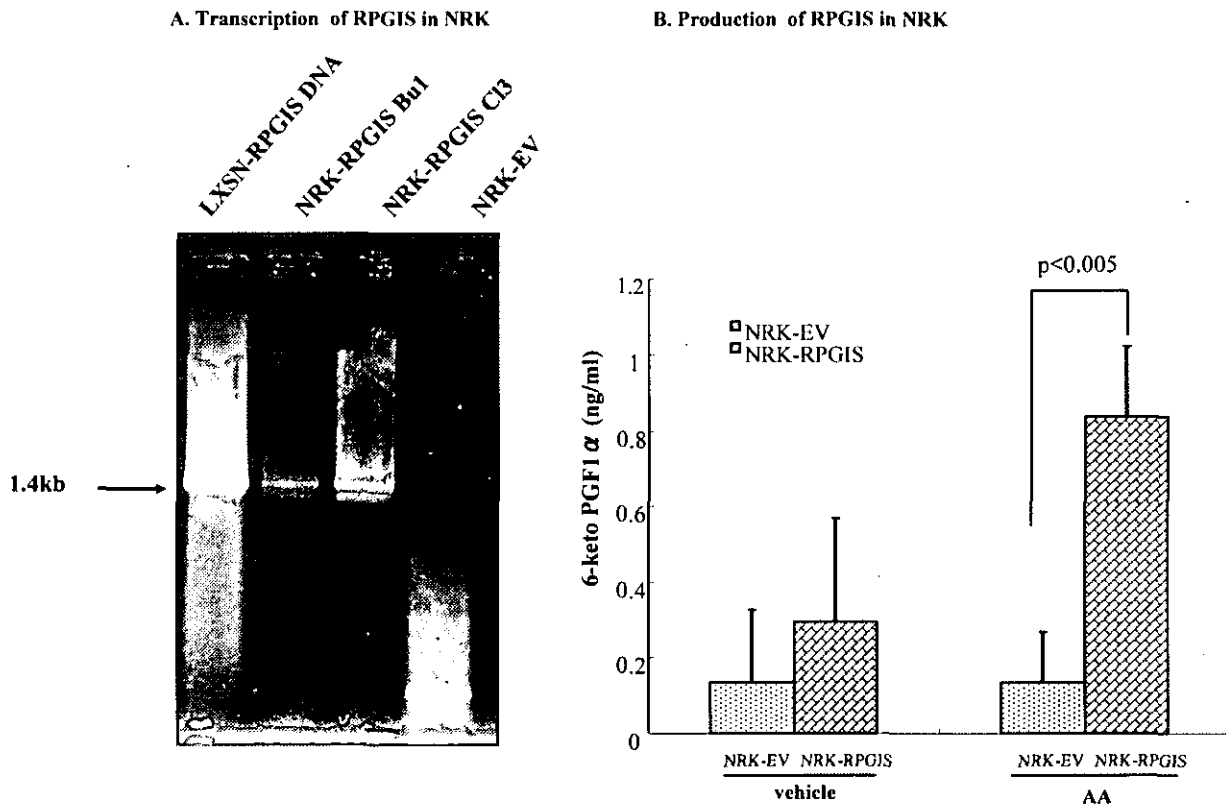 A. Transcription of RPGIS in NRK
LXSN-RPGIS DNA
NRK-RPGIS Bu1
NRK-RPGIS Cl3
NRK-EV
1.4kb
B. Production of RPGIS in NRK
p<0.005
NRK-EV
NRK-RPGIS
6-keto PGF1α (ng/ml)
1.2
1
0.8
0.6
0.4
0.2
0
NRK-EV NRK-RPGIS
vehicle
NRK-EV NRK-RPGIS
AA